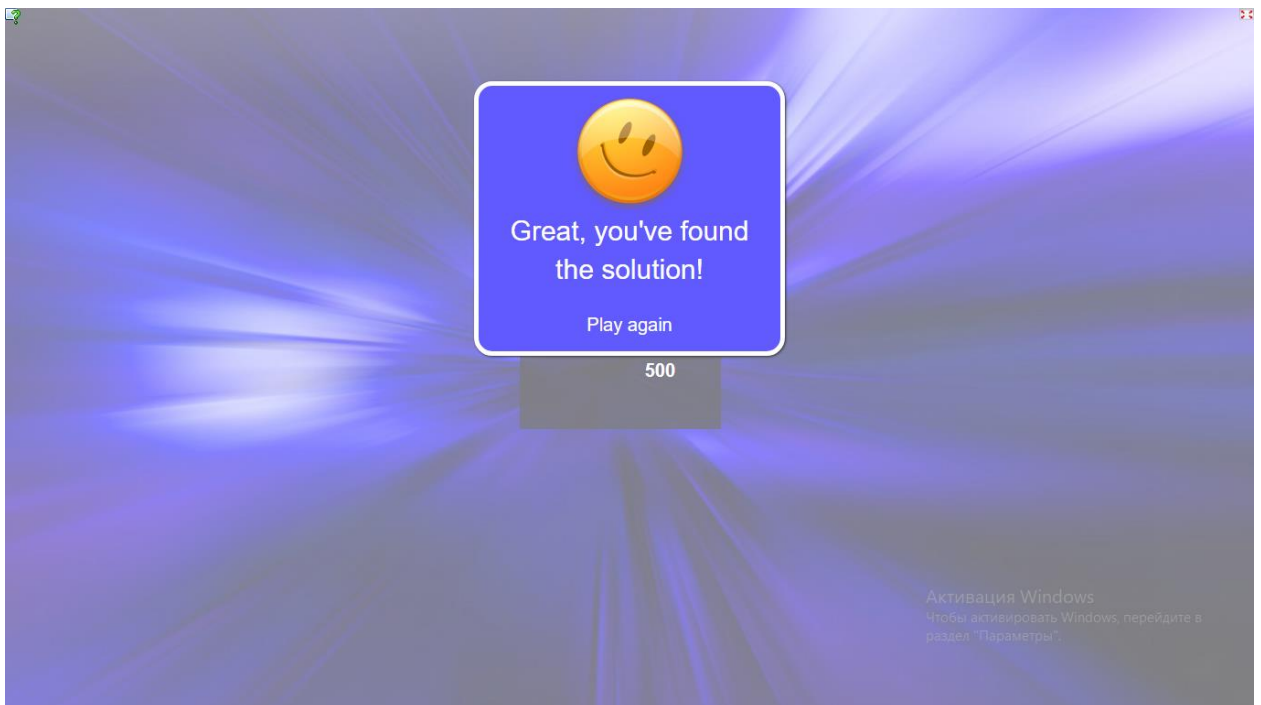 Great, you've found
the solution!
Play again
500
Активация Windows
Чтобы активировать Windows, перейдите в
раздел "Параметры".